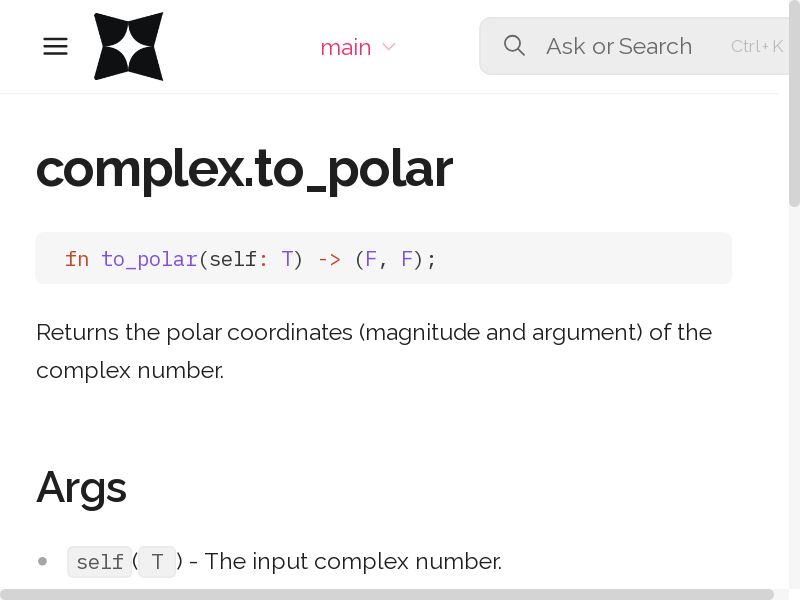 main
Ask or Search
Ctrl+K
complex.to_polar
fn to_polar(self: T) -> (F, F);
Returns the polar coordinates (magnitude and argument) of the
complex number.
Args
self ( T ) - The input complex number.